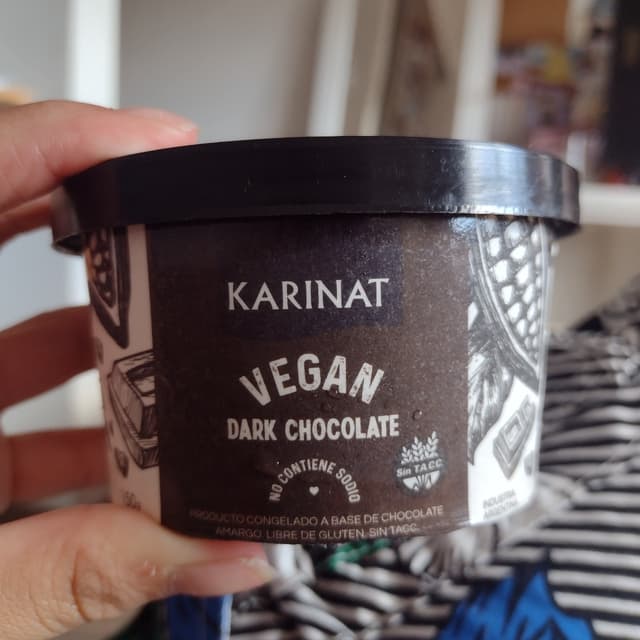 KARINAT
VEGAN
DARK CHOCOLATE
NO CONTIENE SODIO
Sin T.A.C.C.
PRODUCTO CONGELADO A BASE DE CHOCOLATE
AMARGO. LIBRE DE GLUTEN. SIN TACC.
INDUSTRIA
ARGENTINA